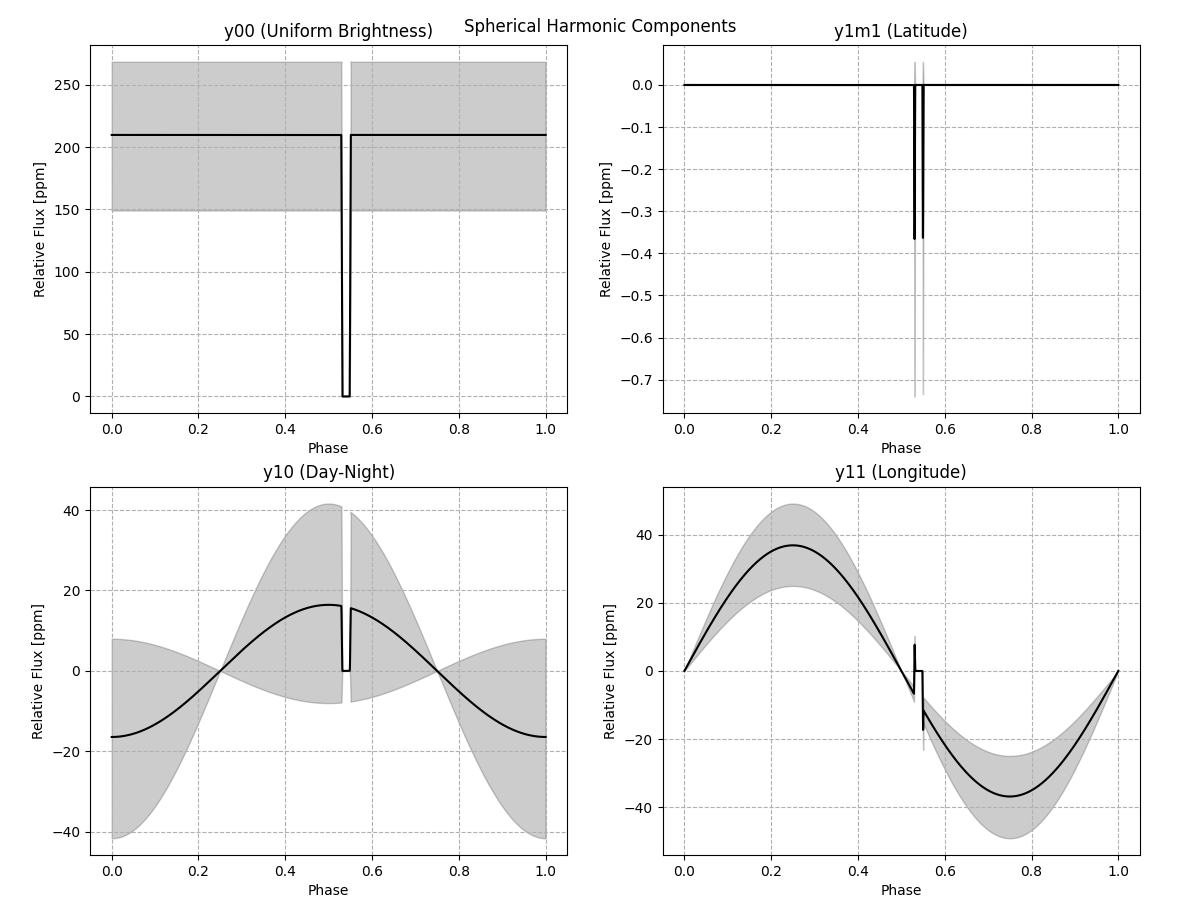 Spherical Harmonic Components
y00 (Uniform Brightness)
250
200
150
100
50
0
Relative Flux [ppm]
0.0 0.2 0.4 0.6 0.8 1.0
Phase
y1m1 (Latitude)
0.0
−0.1
−0.2
−0.3
−0.4
−0.5
−0.6
−0.7
Relative Flux [ppm]
0.0 0.2 0.4 0.6 0.8 1.0
Phase
y10 (Day-Night)
40
20
0
−20
−40
Relative Flux [ppm]
0.0 0.2 0.4 0.6 0.8 1.0
Phase
y11 (Longitude)
40
20
0
−20
−40
Relative Flux [ppm]
0.0 0.2 0.4 0.6 0.8 1.0
Phase